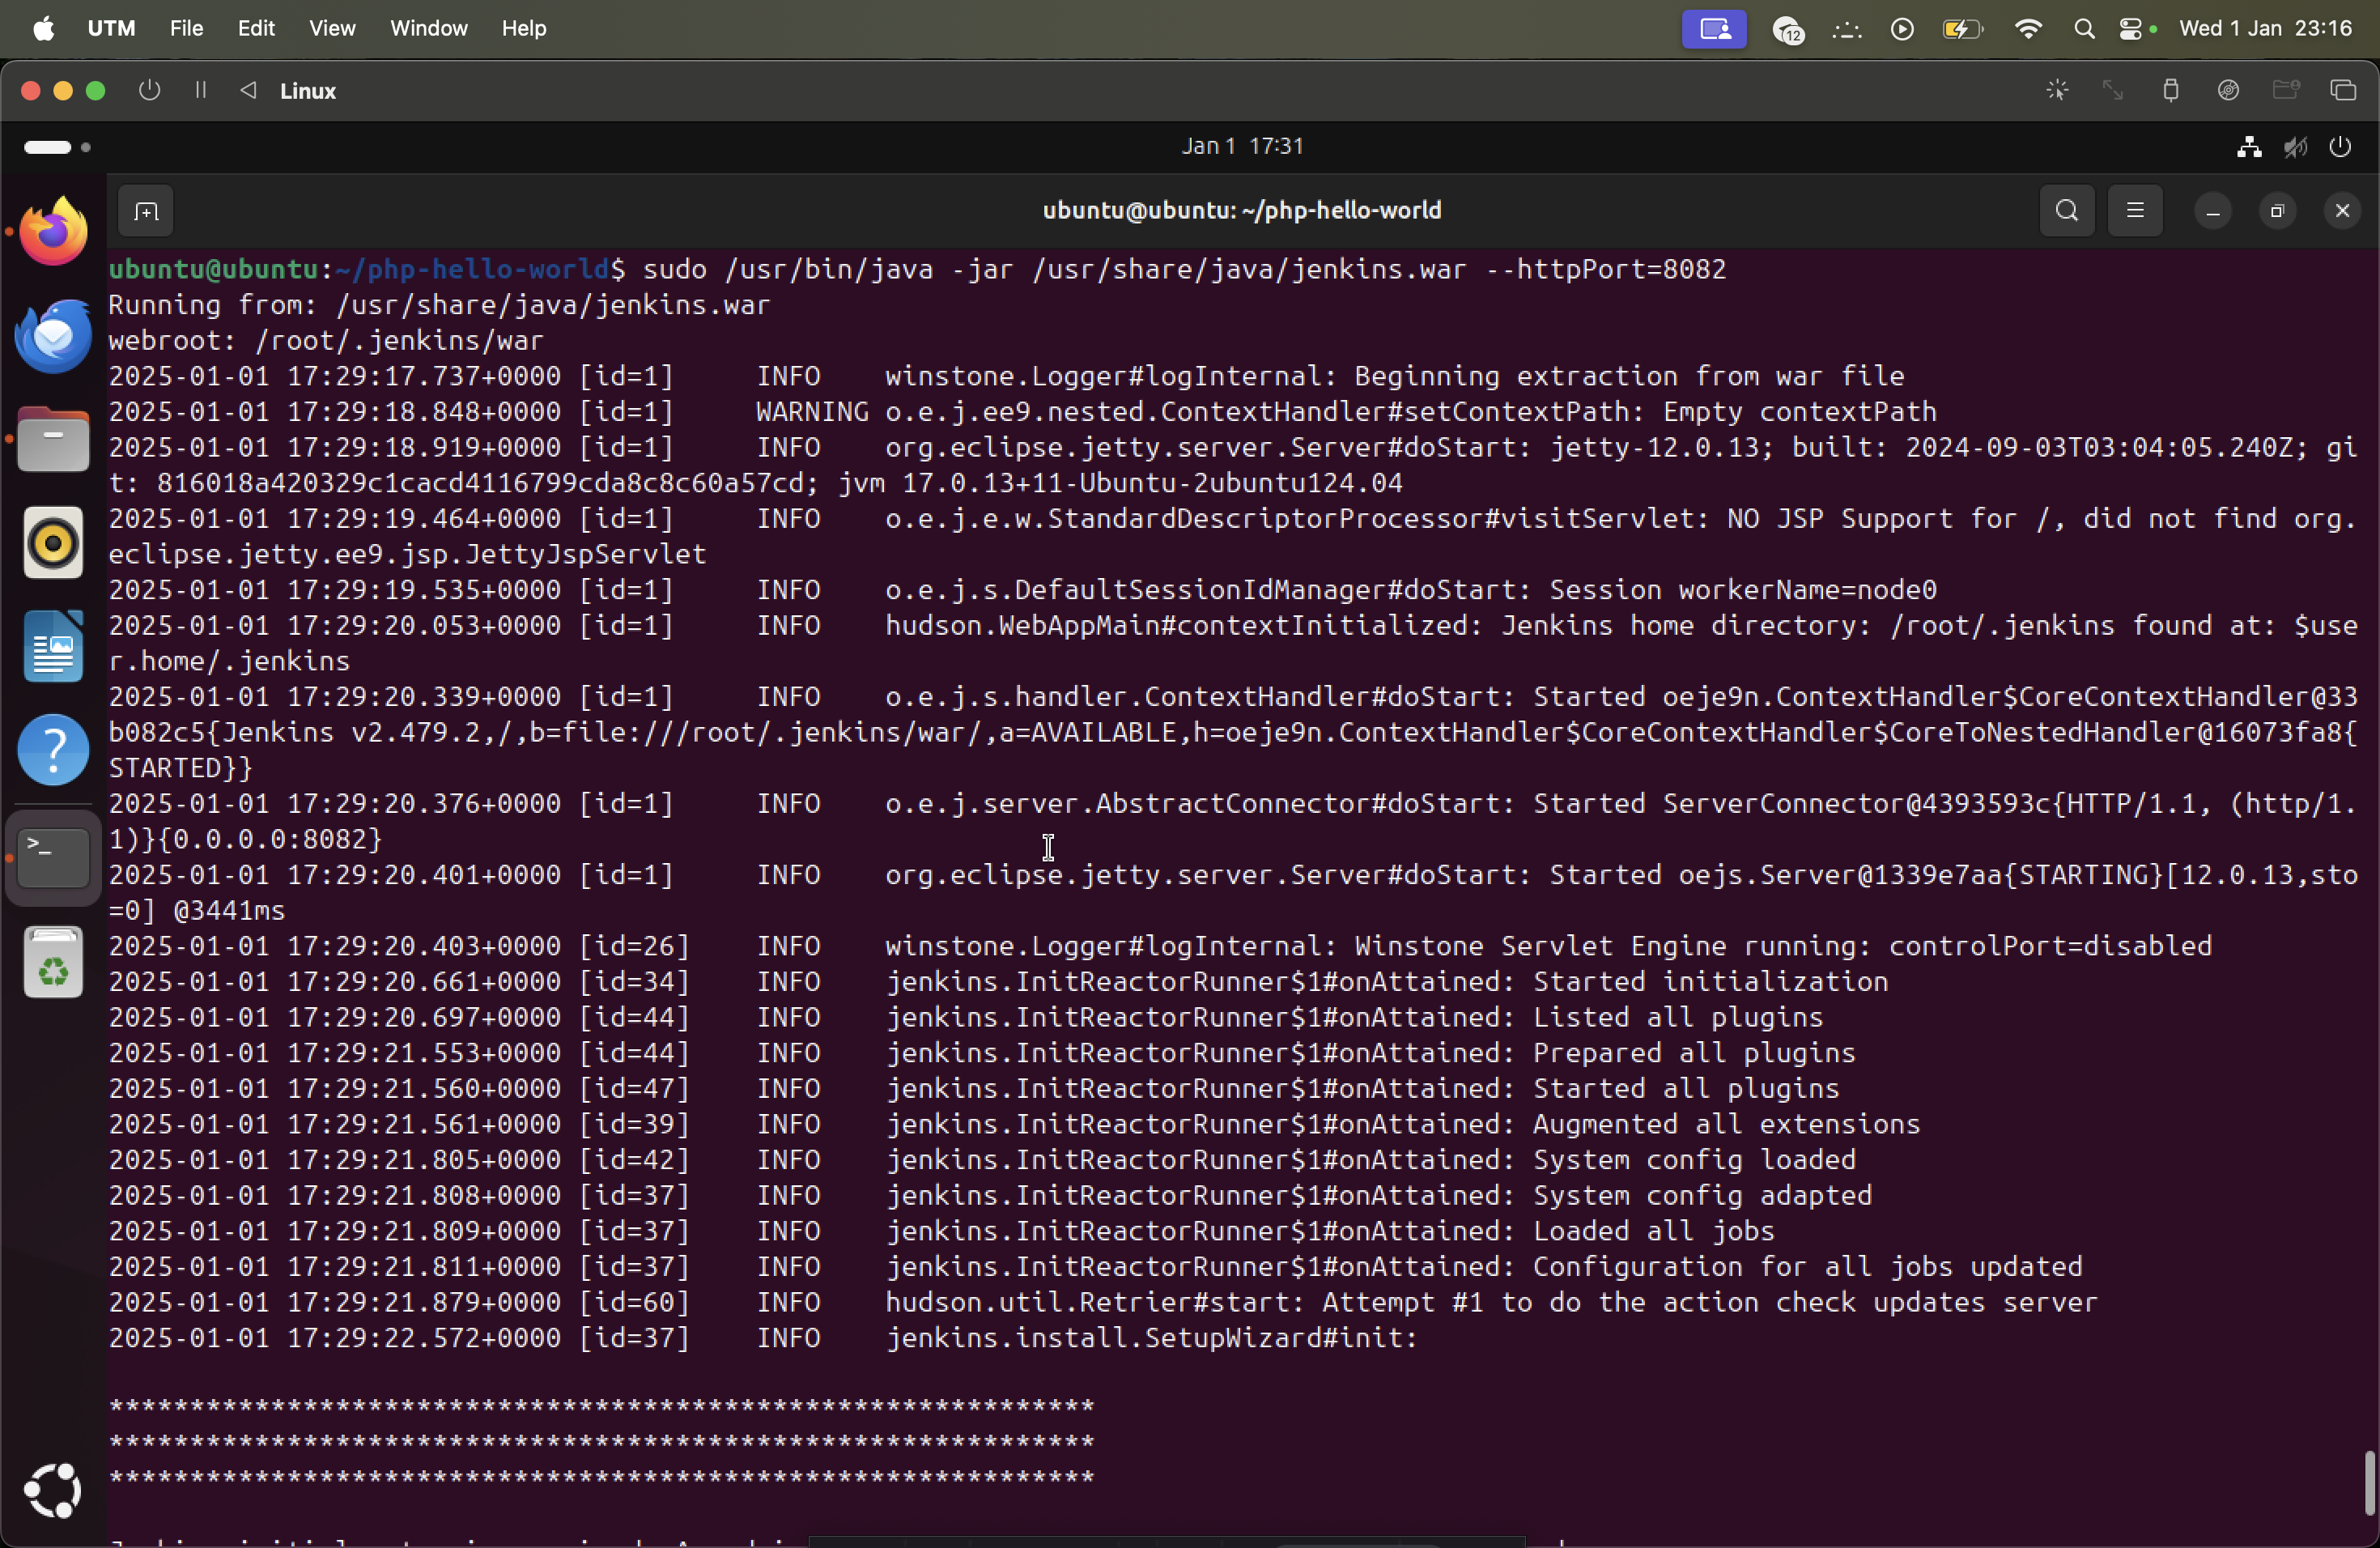 UTM File Edit View Window Help 12 Wed 1 Jan 23:16
Linux
Jan 1 17:31
ubuntu@ubuntu: ~/php-hello-world
ubuntu@ubuntu:~/php-hello-world$ sudo /usr/bin/java -jar /usr/share/java/jenkins.war --httpPort=8082
Running from: /usr/share/java/jenkins.war
webroot: /root/.jenkins/war
2025-01-01 17:29:17.737+0000 [id=1] INFO winstone.Logger#logInternal: Beginning extraction from war file
2025-01-01 17:29:18.848+0000 [id=1] WARNING o.e.j.ee9.nested.ContextHandler#setContextPath: Empty contextPath
2025-01-01 17:29:18.919+0000 [id=1] INFO org.eclipse.jetty.server.Server#doStart: jetty-12.0.13; built: 2024-09-03T03:04:05.240Z; gi
t: 816018a420329c1cacd4116799cda8c8c60a57cd; jvm 17.0.13+11-Ubuntu-2ubuntu124.04
2025-01-01 17:29:19.464+0000 [id=1] INFO o.e.j.e.w.StandardDescriptorProcessor#visitServlet: NO JSP Support for /, did not find org.
eclipse.jetty.ee9.jsp.JettyJspServlet
2025-01-01 17:29:19.535+0000 [id=1] INFO o.e.j.s.DefaultSessionIdManager#doStart: Session workerName=node0
2025-01-01 17:29:20.053+0000 [id=1] INFO hudson.WebAppMain#contextInitialized: Jenkins home directory: /root/.jenkins found at: $use
r.home/.jenkins
2025-01-01 17:29:20.339+0000 [id=1] INFO o.e.j.s.handler.ContextHandler#doStart: Started oeje9n.ContextHandler$CoreContextHandler@33
b082c5{Jenkins v2.479.2,/,b=file:///root/.jenkins/war/,a=AVAILABLE,h=oeje9n.ContextHandler$CoreContextHandler$CoreToNestedHandler@16073fa8{
STARTED}}
2025-01-01 17:29:20.376+0000 [id=1] INFO o.e.j.server.AbstractConnector#doStart: Started ServerConnector@4393593c{HTTP/1.1, (http/1.
1)}{0.0.0.0:8082}
2025-01-01 17:29:20.401+0000 [id=1] INFO org.eclipse.jetty.server.Server#doStart: Started oejs.Server@1339e7aa{STARTING}[12.0.13,sto
=0] @3441ms
2025-01-01 17:29:20.403+0000 [id=26] INFO winstone.Logger#logInternal: Winstone Servlet Engine running: controlPort=disabled
2025-01-01 17:29:20.661+0000 [id=34] INFO jenkins.InitReactorRunner$1#onAttained: Started initialization
2025-01-01 17:29:20.697+0000 [id=44] INFO jenkins.InitReactorRunner$1#onAttained: Listed all plugins
2025-01-01 17:29:21.553+0000 [id=44] INFO jenkins.InitReactorRunner$1#onAttained: Prepared all plugins
2025-01-01 17:29:21.560+0000 [id=47] INFO jenkins.InitReactorRunner$1#onAttained: Started all plugins
2025-01-01 17:29:21.561+0000 [id=39] INFO jenkins.InitReactorRunner$1#onAttained: Augmented all extensions
2025-01-01 17:29:21.805+0000 [id=42] INFO jenkins.InitReactorRunner$1#onAttained: System config loaded
2025-01-01 17:29:21.808+0000 [id=37] INFO jenkins.InitReactorRunner$1#onAttained: System config adapted
2025-01-01 17:29:21.809+0000 [id=37] INFO jenkins.InitReactorRunner$1#onAttained: Loaded all jobs
2025-01-01 17:29:21.811+0000 [id=37] INFO jenkins.InitReactorRunner$1#onAttained: Configuration for all jobs updated
2025-01-01 17:29:21.879+0000 [id=60] INFO hudson.util.Retrier#start: Attempt #1 to do the action check updates server
2025-01-01 17:29:22.572+0000 [id=37] INFO jenkins.install.SetupWizard#init:
*************************************************************
*************************************************************
*************************************************************